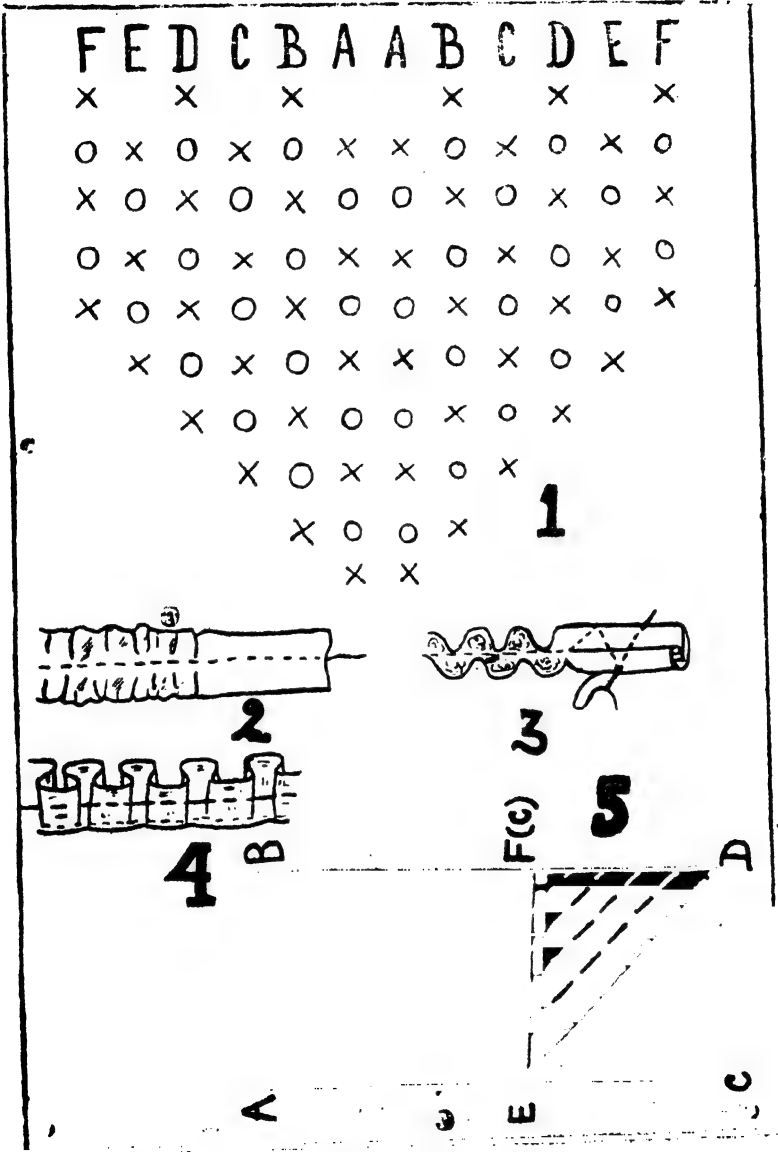 F E D C B A A B C D E F
X X X X X X
O X O X O X X O X O X O
X O X O X O O X O X O X
O X O X O X X O X O X O
X O X O X O O X O X O X
X O X O X X O X O X
X O X O O X O X
X O X X O X
X O O X
X X
1
2
3
4
5
B
F(C)
D
A
E
C